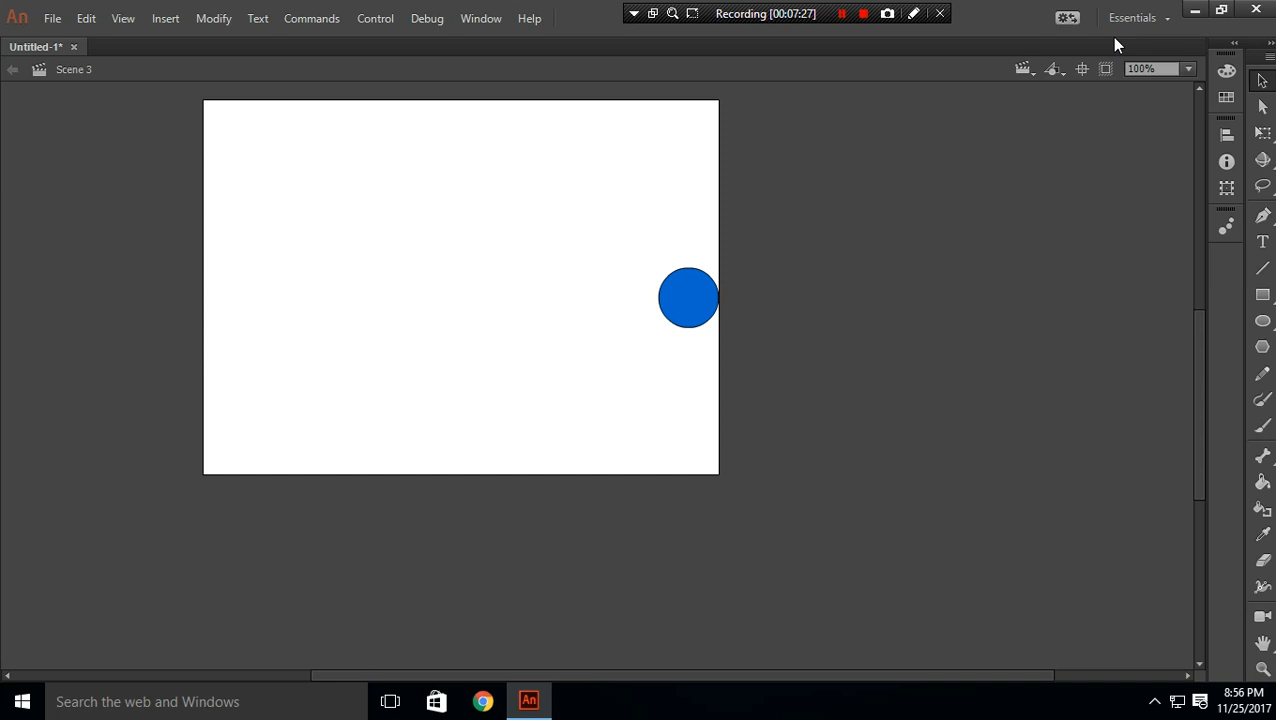 An File Edit View Insert Modify Text Commands Control Debug Window Help Recording [00:07:27] Essentials
Untitled-1* ×
Scene 3 100%
T
Search the web and Windows An 8:56 PM
11/25/2017